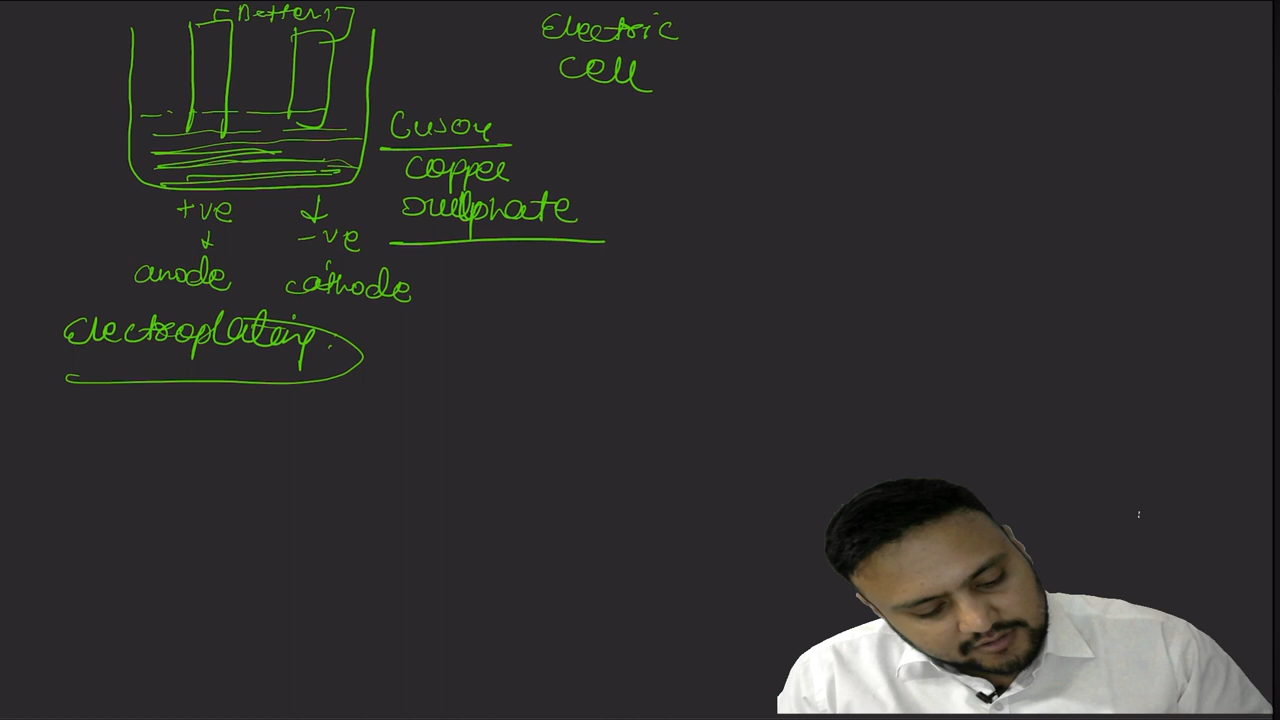 Battery
Electric
Cell
CuSO4
Copper
Sulphate
+ve
-ve
anode
cathode
Electroplating.